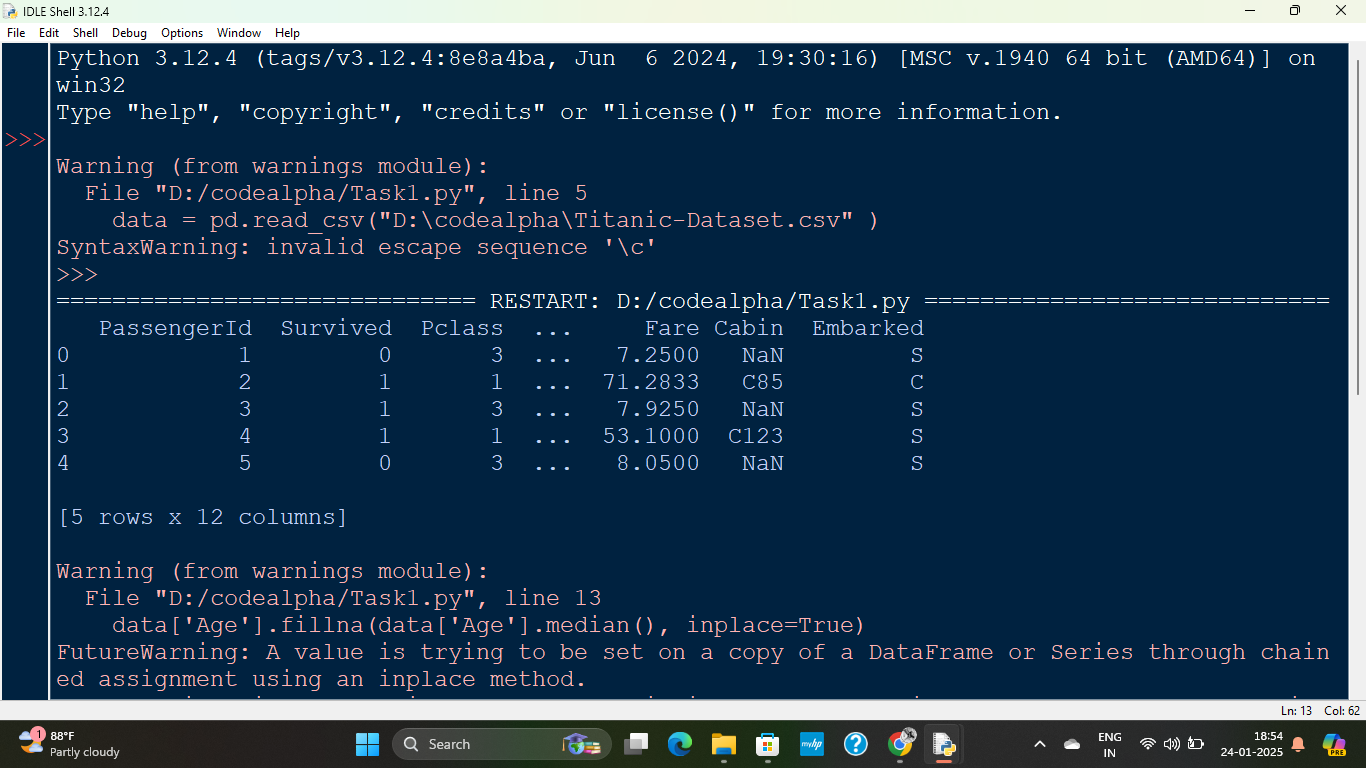 IDLE Shell 3.12.4
File Edit Shell Debug Options Window Help
Python 3.12.4 (tags/v3.12.4:8e8a4ba, Jun  6 2024, 19:30:16) [MSC v.1940 64 bit (AMD64)] on
win32
Type "help", "copyright", "credits" or "license()" for more information.
>>>
Warning (from warnings module):
  File "D:/codealpha/Task1.py", line 5
    data = pd.read_csv("D:\codealpha\Titanic-Dataset.csv" )
SyntaxWarning: invalid escape sequence '\c'
>>>
============================== RESTART: D:/codealpha/Task1.py =============================
   PassengerId  Survived  Pclass  ...     Fare Cabin  Embarked
0            1         0       3  ...   7.2500   NaN         S
1            2         1       1  ...  71.2833   C85         C
2            3         1       3  ...   7.9250   NaN         S
3            4         1       1  ...  53.1000  C123         S
4            5         0       3  ...   8.0500   NaN         S
[5 rows x 12 columns]
Warning (from warnings module):
  File "D:/codealpha/Task1.py", line 13
    data['Age'].fillna(data['Age'].median(), inplace=True)
FutureWarning: A value is trying to be set on a copy of a DataFrame or Series through chain
ed assignment using an inplace method.
Ln: 13 Col: 62
1
88°F
Partly cloudy
Search
myhp
ENG
IN
18:54
24-01-2025
PRE